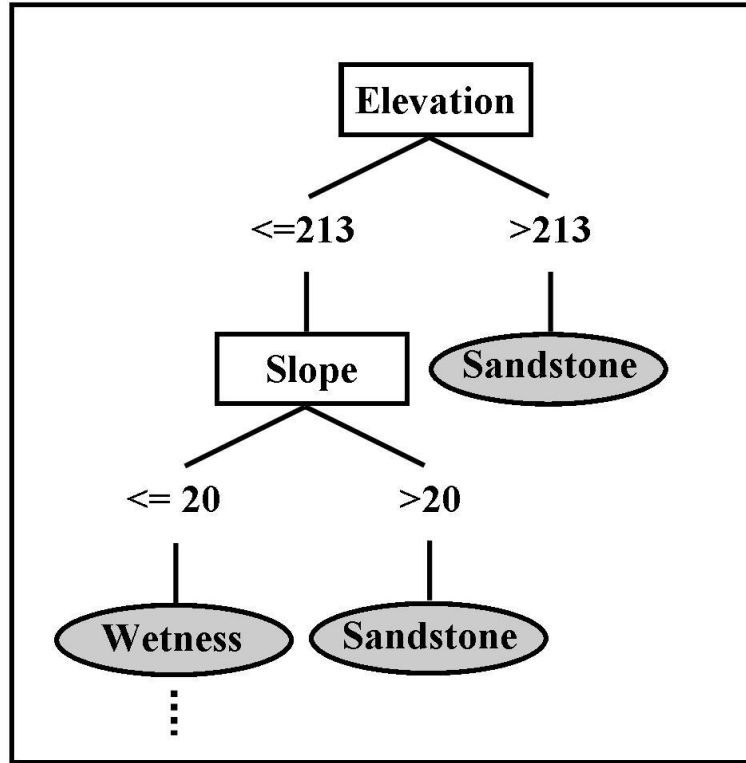 Elevation
<=213
>213
Slope
Sandstone
<= 20
>20
Wetness
Sandstone